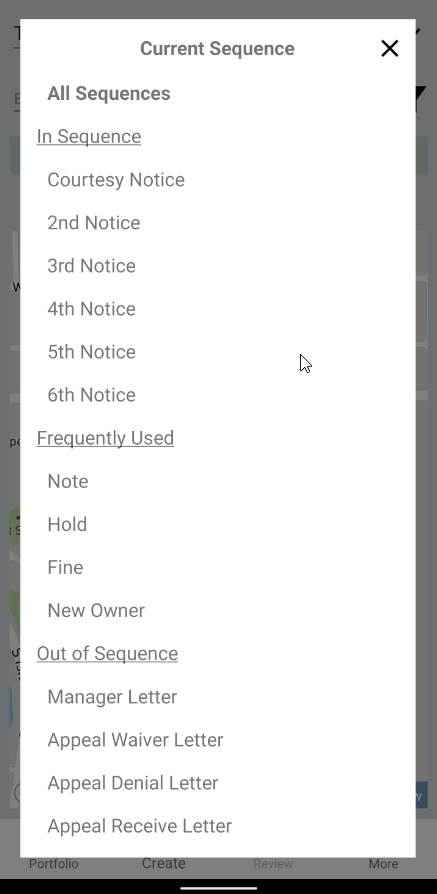 Current Sequence
All Sequences
In Sequence
Courtesy Notice
2nd Notice
3rd Notice
4th Notice
5th Notice
6th Notice
Frequently Used
Note
Hold
Fine
New Owner
Out of Sequence
Manager Letter
Appeal Waiver Letter
Appeal Denial Letter
Appeal Receive Letter
Portfolio Create Review More